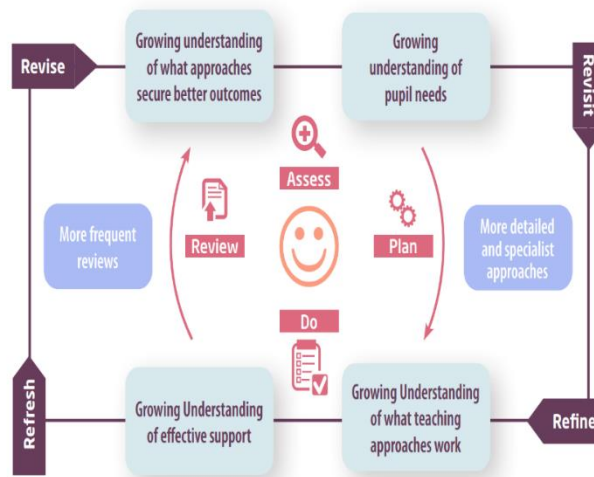 Revise
Growing understanding
of what approaches
secure better outcomes
Growing
understanding of
pupil needs
Revisit
Assess
More frequent
reviews
Review
Plan
More detailed
and specialist
approaches
Do
Refresh
Growing Understanding
of effective support
Growing Understanding
of what teaching
approaches work
Refine